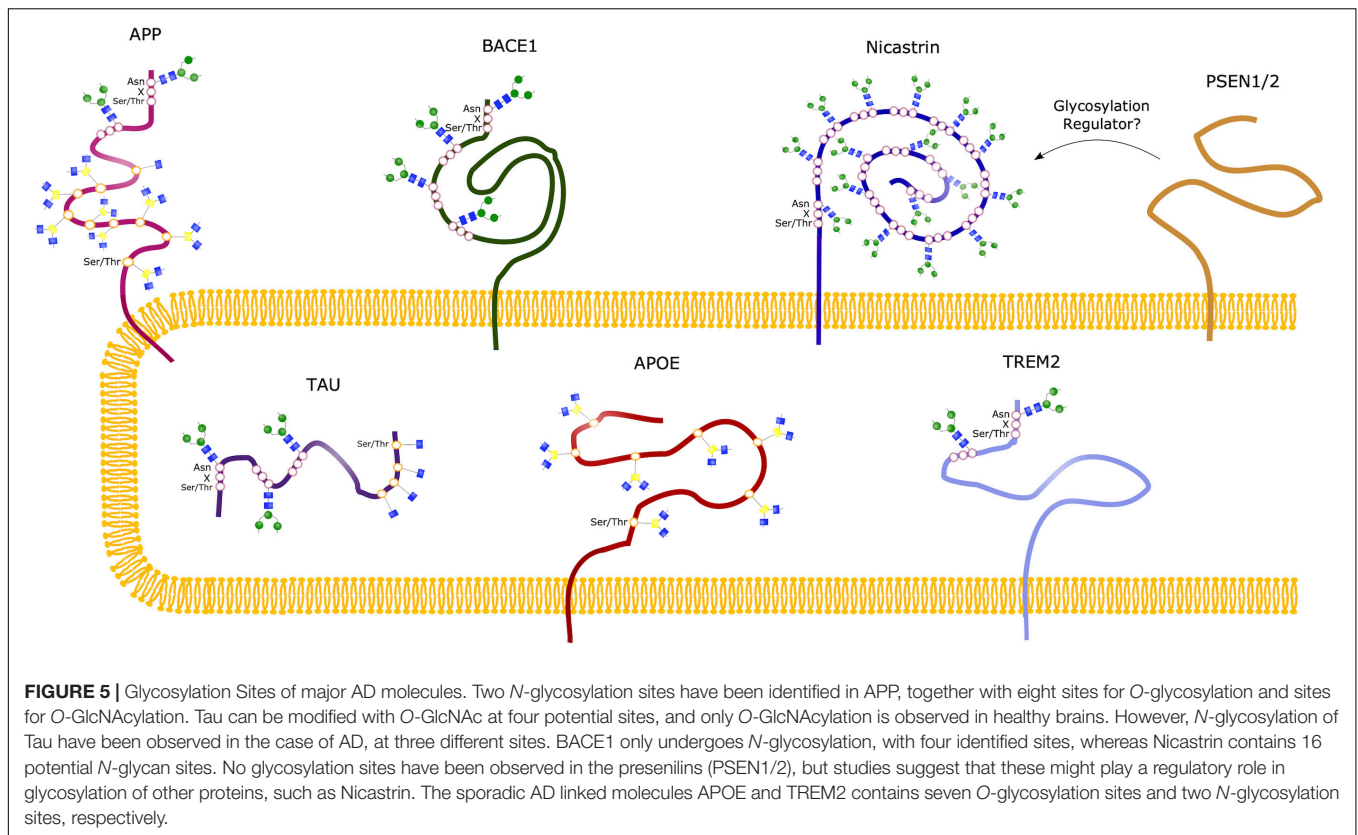 APP
BACE1
Nicastrin
PSEN1/2
Glycosylation
Regulator?
Asn
X
Ser/Thr
Ser/Thr
Asn
X
Ser/Thr
Asn
X
Ser/Thr
TAU
APOE
TREM2
Asn
X
Ser/Thr
Ser/Thr
Ser/Thr
Asn
X
Ser/Thr
FIGURE 5 | Glycosylation Sites of major AD molecules. Two N-glycosylation sites have been identified in APP, together with eight sites for O-glycosylation and sites
for O-GlcNAcylation. Tau can be modified with O-GlcNAc at four potential sites, and only O-GlcNAcylation is observed in healthy brains. However, N-glycosylation of
Tau have been observed in the case of AD, at three different sites. BACE1 only undergoes N-glycosylation, with four identified sites, whereas Nicastrin contains 16
potential N-glycan sites. No glycosylation sites have been observed in the presenilins (PSEN1/2), but studies suggest that these might play a regulatory role in
glycosylation of other proteins, such as Nicastrin. The sporadic AD linked molecules APOE and TREM2 contains seven O-glycosylation sites and two N-glycosylation
sites, respectively.